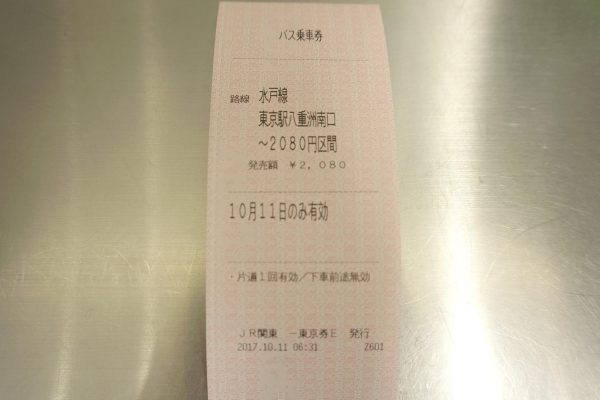 バス乗車券
路線 水戸線
東京駅八重洲南口
～2080円区間
発売額 ¥2,080
10月11日のみ有効
・片道1回有効/下車前途無効
JR関東 -東京券E 発行
2017.10.11 06:31 Z601